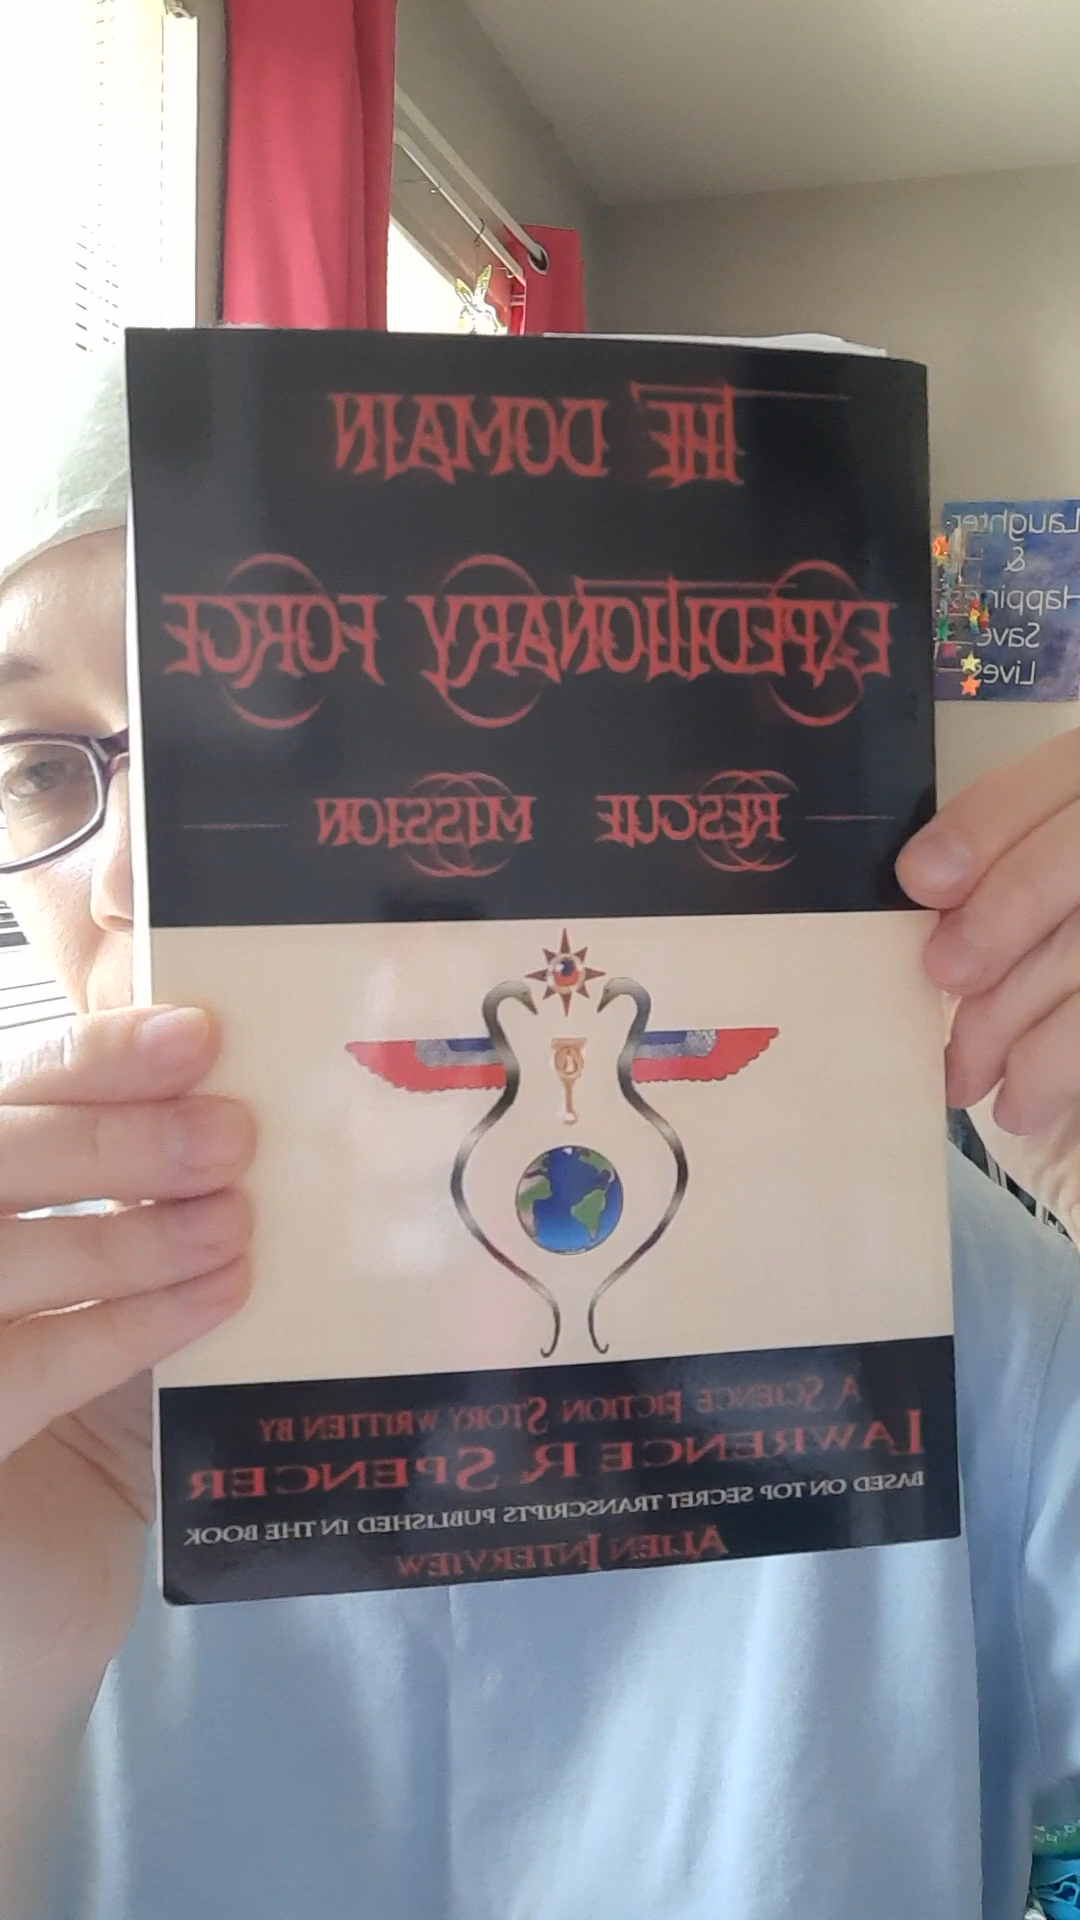 THE DOMAIN
EXPEDITIONARY FORCE
RESCUE MISSION
A SCIENCE FICTION STORY WRITTEN BY
LAWRENCE R. SPENCER
BASED ON TOP SECRET TRANSCRIPTS PUBLISHED IN THE BOOK
ALIEN INTERVIEW
Laughter
&
Happiness
Save
Lives